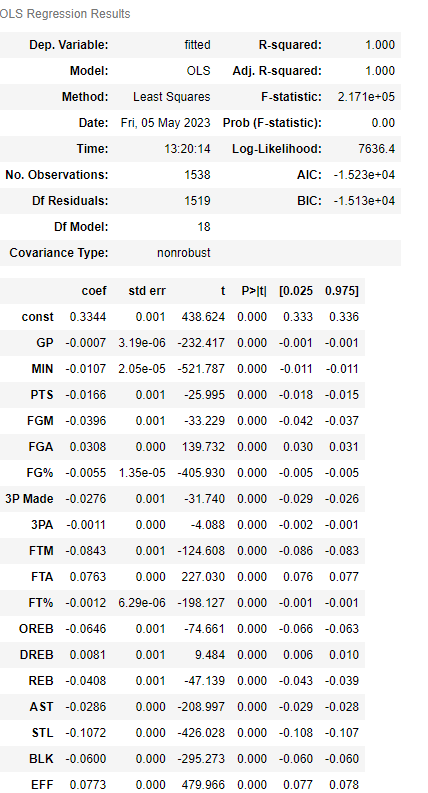 OLS Regression Results
Dep. Variable: fitted R-squared: 1.000
Model: OLS Adj. R-squared: 1.000
Method: Least Squares F-statistic: 2.171e+05
Date: Fri, 05 May 2023 Prob (F-statistic): 0.00
Time: 13:20:14 Log-Likelihood: 7636.4
No. Observations: 1538 AIC: -1.523e+04
Df Residuals: 1519 BIC: -1.513e+04
Df Model: 18
Covariance Type: nonrobust
coef std err t P>|t| [0.025 0.975]
const 0.3344 0.001 438.624 0.000 0.333 0.336
GP -0.0007 3.19e-06 -232.417 0.000 -0.001 -0.001
MIN -0.0107 2.05e-05 -521.787 0.000 -0.011 -0.011
PTS -0.0166 0.001 -25.995 0.000 -0.018 -0.015
FGM -0.0396 0.001 -33.229 0.000 -0.042 -0.037
FGA 0.0308 0.000 139.732 0.000 0.030 0.031
FG% -0.0055 1.35e-05 -405.930 0.000 -0.005 -0.005
3P Made -0.0276 0.001 -31.740 0.000 -0.029 -0.026
3PA -0.0011 0.000 -4.088 0.000 -0.002 -0.001
FTM -0.0843 0.001 -124.608 0.000 -0.086 -0.083
FTA 0.0763 0.000 227.030 0.000 0.076 0.077
FT% -0.0012 6.29e-06 -198.127 0.000 -0.001 -0.001
OREB -0.0646 0.001 -74.661 0.000 -0.066 -0.063
DREB 0.0081 0.001 9.484 0.000 0.006 0.010
REB -0.0408 0.001 -47.139 0.000 -0.043 -0.039
AST -0.0286 0.000 -208.997 0.000 -0.029 -0.028
STL -0.1072 0.000 -426.028 0.000 -0.108 -0.107
BLK -0.0600 0.000 -295.273 0.000 -0.060 -0.060
EFF 0.0773 0.000 479.966 0.000 0.077 0.078